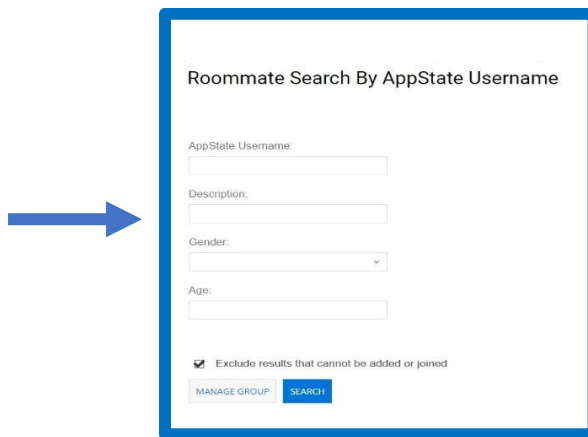 Roommate Search By AppState Username
AppState Username:
Description:
Gender:
Age:
Exclude results that cannot be added or joined
MANAGE GROUP SEARCH